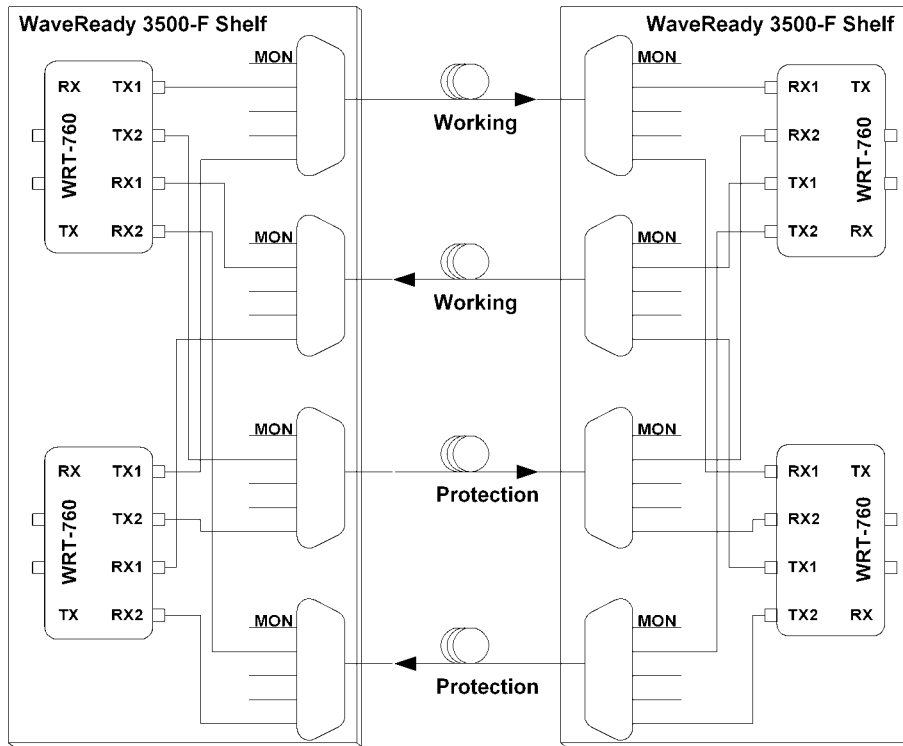 WaveReady 3500-F Shelf
WaveReady 3500-F Shelf
MON
MON
RX TX1
TX2
WRT-760
RX1
TX RX2
Working
RX1 TX
RX2
WRT-760
TX1
TX2 RX
MON
MON
Working
MON
MON
RX TX1
TX2
WRT-760
RX1
TX RX2
Protection
RX1 TX
RX2
WRT-760
TX1
TX2 RX
MON
MON
Protection